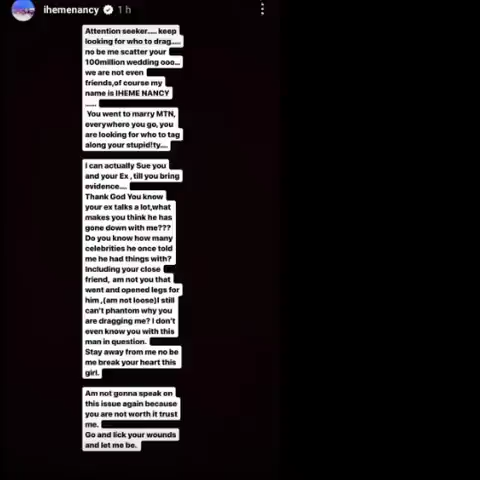 ihemenancy 1 h
Attention seeker..... keep
looking for who to drag.....
no be me scatter your
100million wedding ooo...
we are not even
friends,of course my
name is IHEME NANCY
......
You went to marry MTN,
everywhere you go, you
are looking for who to tag
along your stupid!ty....
I can actually Sue you
and your Ex , till you bring
evidence....
Thank God You know
your ex talks a lot,what
makes you think he has
gone down with me???
Do you know how many
celebrities he once told
me he had things with?
Including your close
friend, am not you that
went and opened legs for
him ,(am not loose)I still
can't phantom why you
are dragging me? I don't
even know you with this
man in question.
Stay away from me no be
me break your heart this
girl.
Am not gonna speak on
this issue again because
you are not worth it trust
me.
Go and lick your wounds
and let me be.